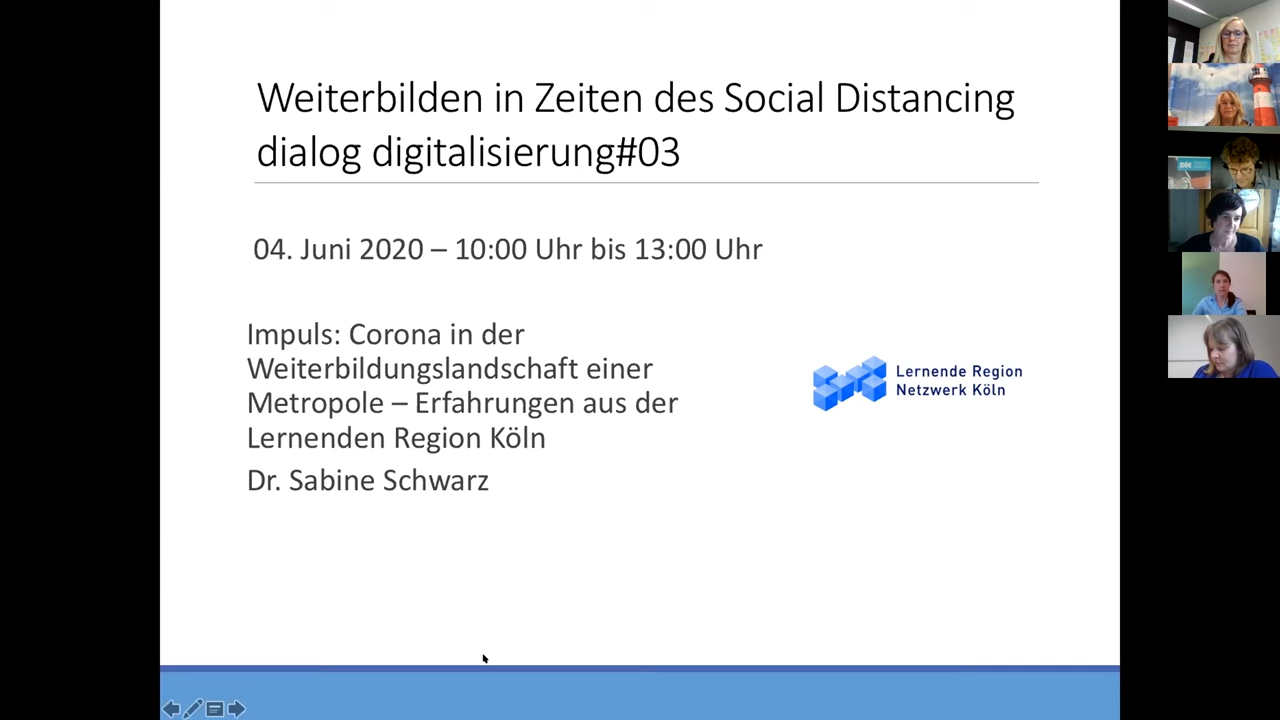 Weiterbilden in Zeiten des Social Distancing
dialog digitalisierung#03
04. Juni 2020 – 10:00 Uhr bis 13:00 Uhr
Impuls: Corona in der
Weiterbildungslandschaft einer
Metropole – Erfahrungen aus der
Lernenden Region Köln
Dr. Sabine Schwarz
Lernende Region
Netzwerk Köln
die